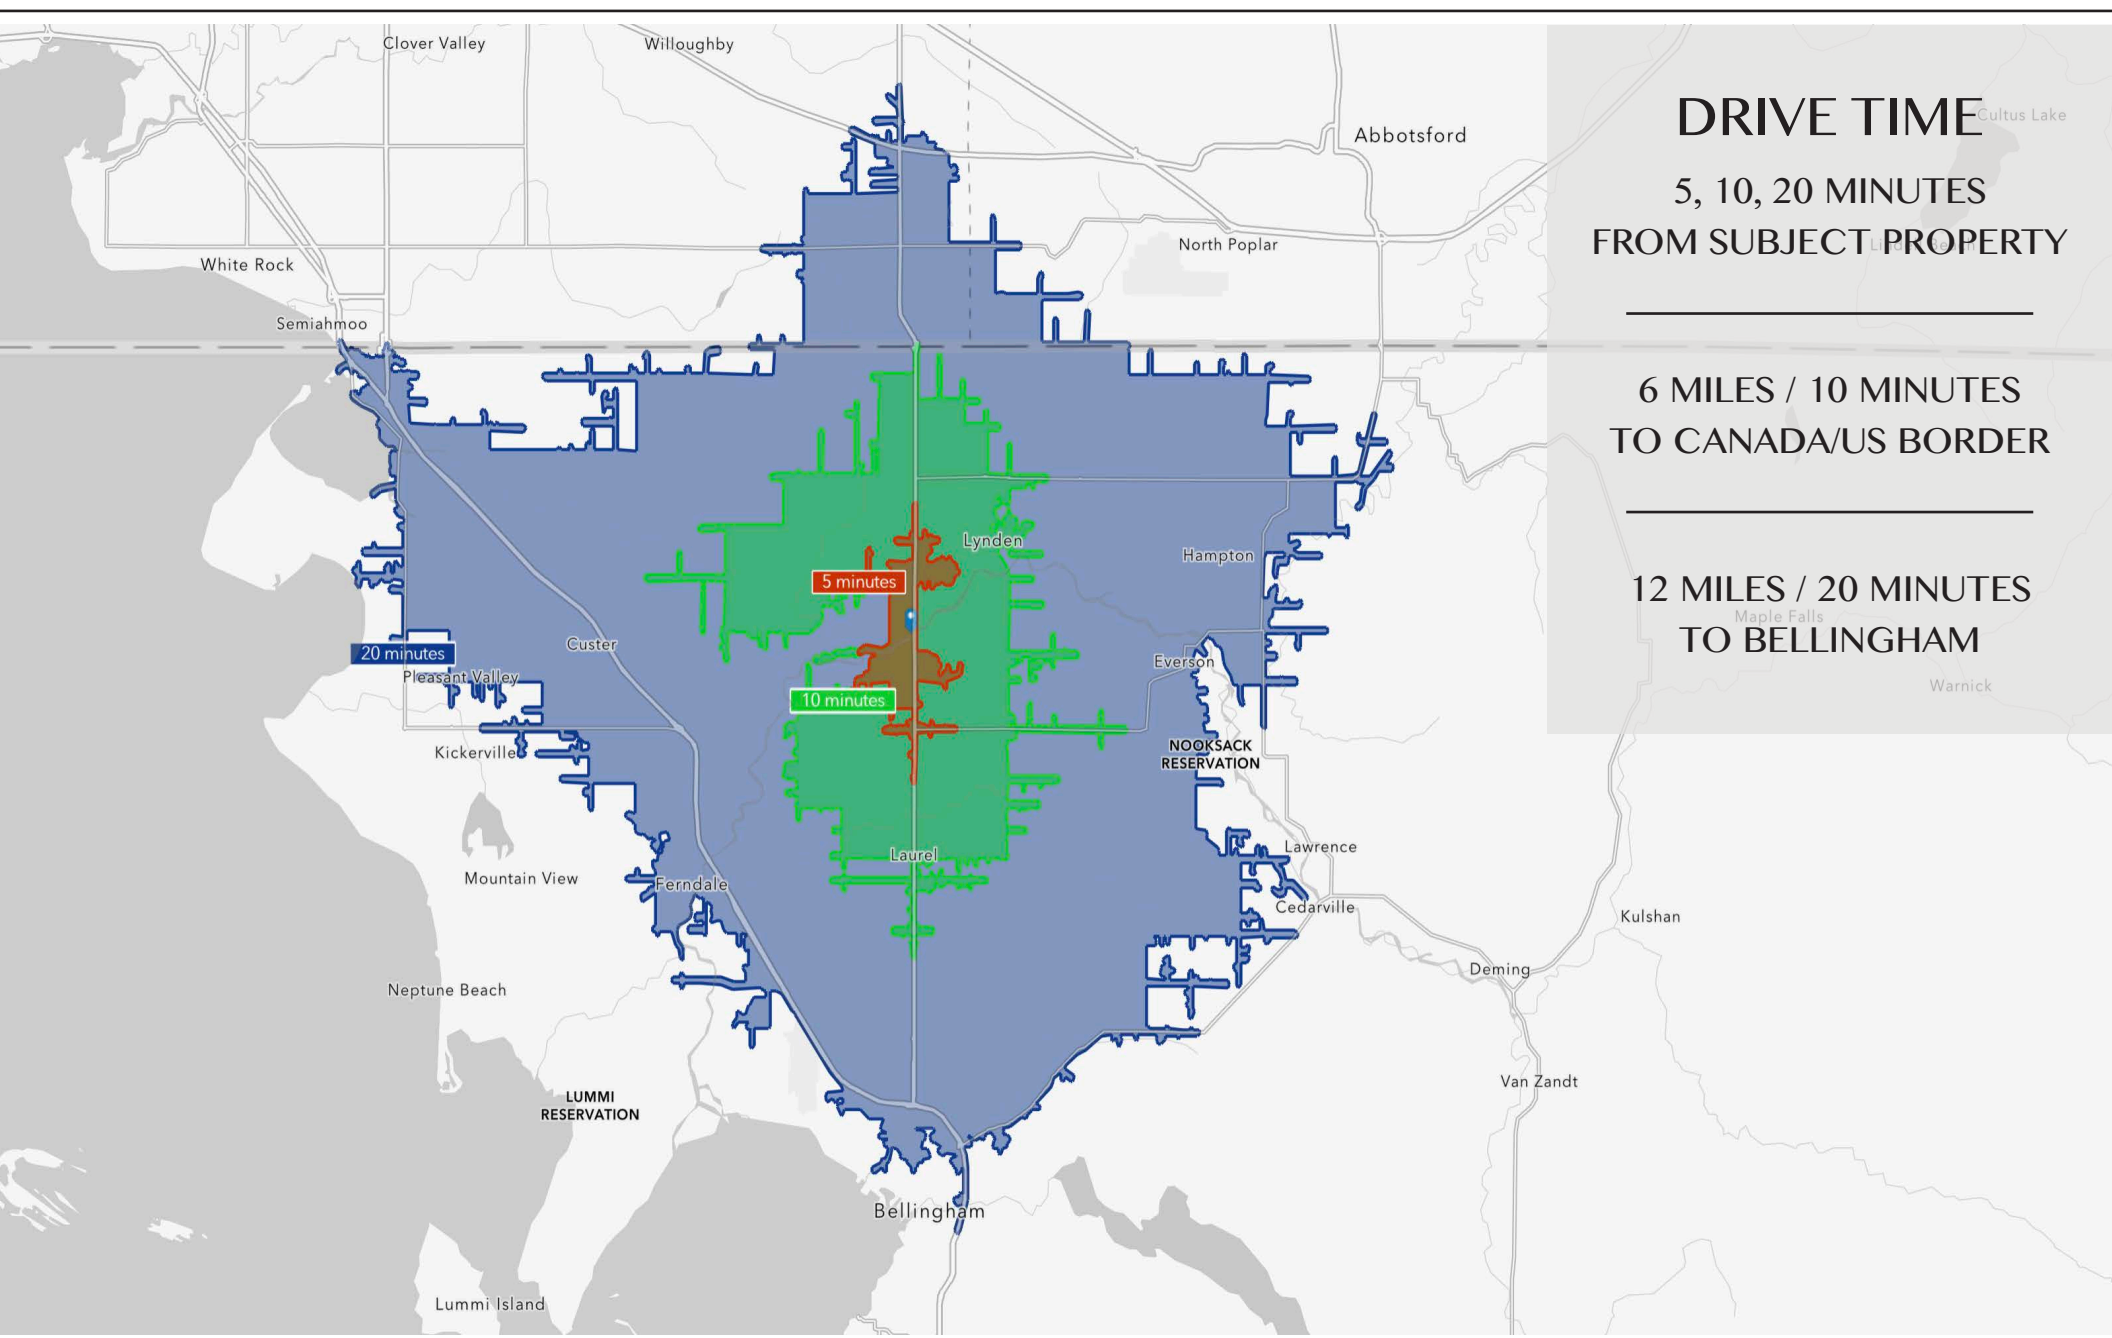 Clover Valley
Willoughby
Abbotsford
White Rock
North Poplar
Semiahmoo
Lynden
Hampton
5 minutes
Custer
20 minutes
Everson
Pleasant Valley
10 minutes
Kickerville
NOOKSACK
RESERVATION
Laurel
Lawrence
Mountain View
Ferndale
Cedarville
Kulshan
Deming
Neptune Beach
Van Zandt
LUMMI
RESERVATION
Bellingham
Lummi Island
DRIVE TIME
Cultus Lake
5, 10, 20 MINUTES
FROM SUBJECT PROPERTY
6 MILES / 10 MINUTES
TO CANADA/US BORDER
12 MILES / 20 MINUTES
Maple Falls
TO BELLINGHAM
Warnick